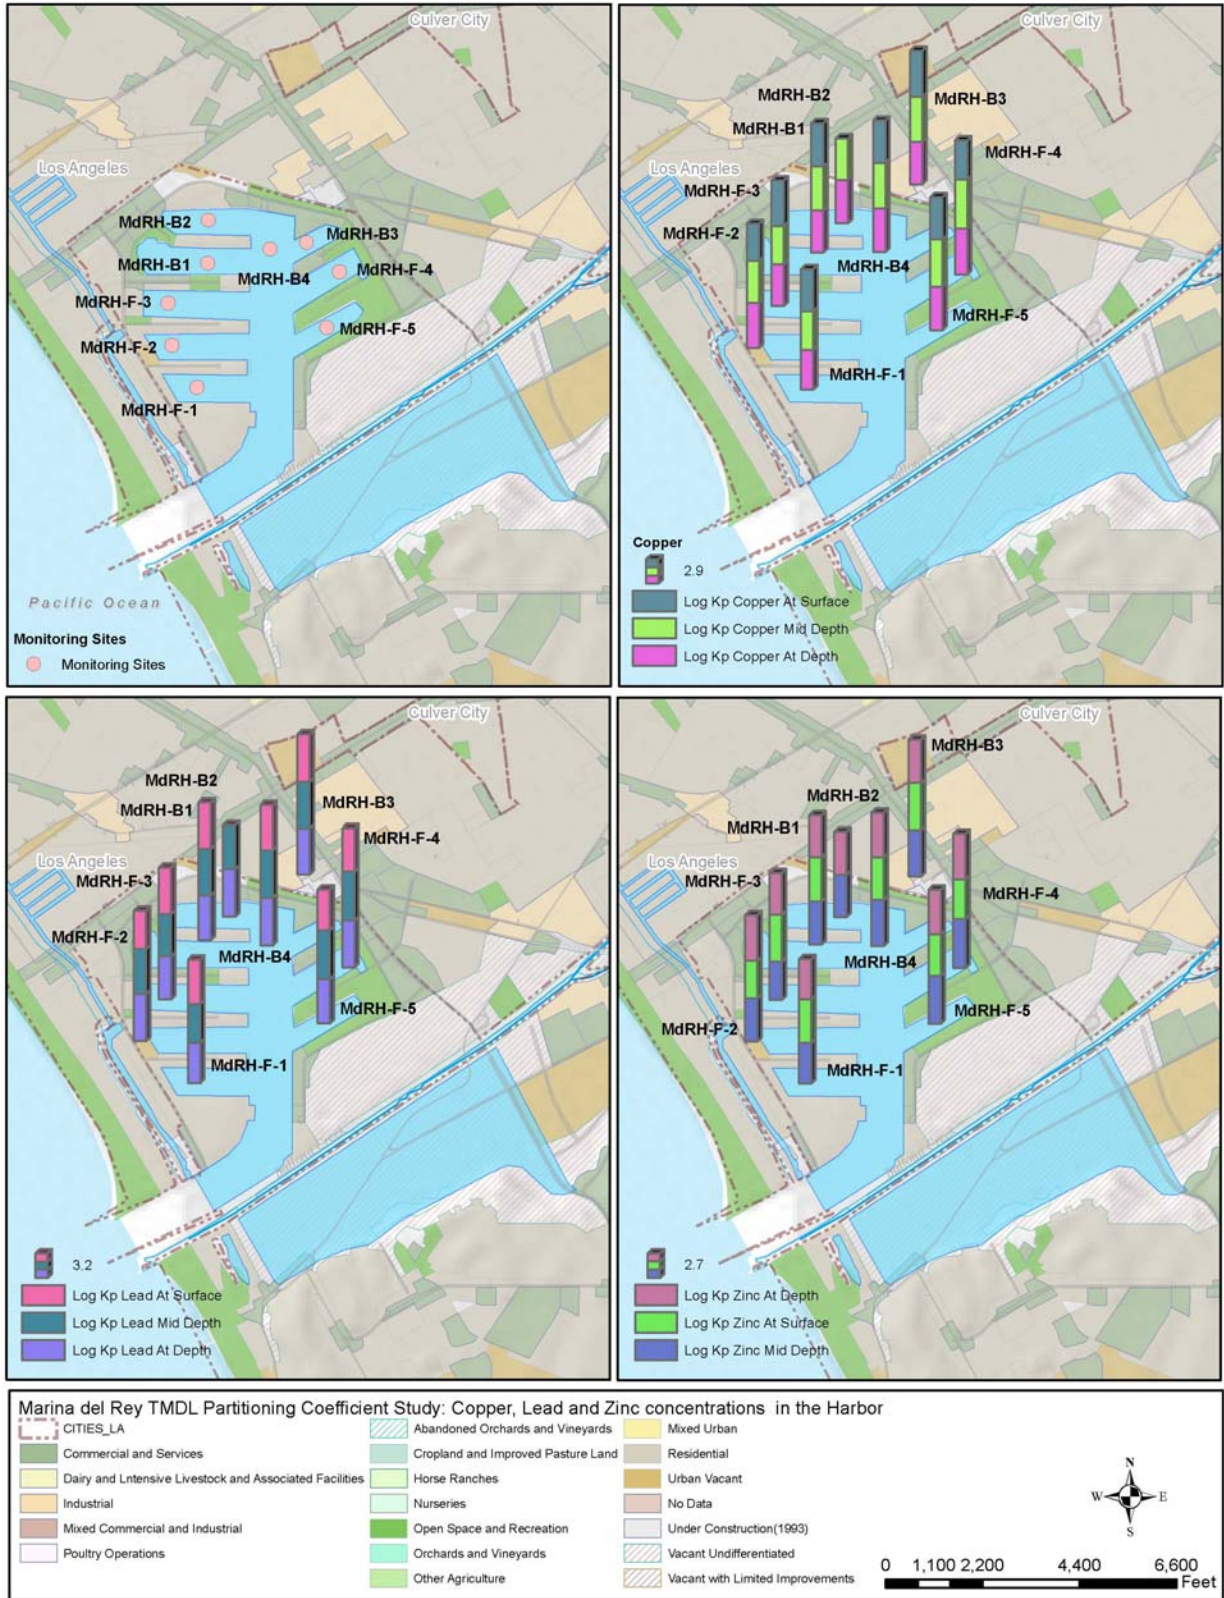 Culver City
Los Angeles
MdRH-B2
MdRH-B3
MdRH-B1
MdRH-B4
MdRH-F-4
MdRH-F-3
MdRH-F-5
MdRH-F-2
MdRH-F-1
Pacific Ocean
Monitoring Sites
Monitoring Sites
Culver City
MdRH-B2
MdRH-B3
MdRH-B1
MdRH-F-4
Los Angeles
MdRH-F-3
MdRH-F-2
MdRH-B4
MdRH-F-5
MdRH-F-1
Copper
2.9
Log Kp Copper At Surface
Log Kp Copper Mid Depth
Log Kp Copper At Depth
Culver City
MdRH-B2
MdRH-B1
MdRH-B3
MdRH-F-4
Los Angeles
MdRH-F-3
MdRH-F-2
MdRH-B4
MdRH-F-5
MdRH-F-1
3.2
Log Kp Lead At Surface
Log Kp Lead Mid Depth
Log Kp Lead At Depth
Culver City
MdRH-B3
MdRH-B2
MdRH-B1
Los Angeles
MdRH-F-3
MdRH-F-4
MdRH-B4
MdRH-F-5
MdRH-F-2
MdRH-F-1
2.7
Log Kp Zinc At Depth
Log Kp Zinc At Surface
Log Kp Zinc Mid Depth
Marina del Rey TMDL Partitioning Coefficient Study: Copper, Lead and Zinc concentrations in the Harbor
CITIES_LA
Commercial and Services
Dairy and Lntensive Livestock and Associated Facilities
Industrial
Mixed Commercial and Industrial
Poultry Operations
Abandoned Orchards and Vineyards
Cropland and Improved Pasture Land
Horse Ranches
Nurseries
Open Space and Recreation
Orchards and Vineyards
Other Agriculture
Mixed Urban
Residential
Urban Vacant
No Data
Under Construction(1993)
Vacant Undifferentiated
Vacant with Limited Improvements
N
W E
S
0 1,100 2,200 4,400 6,600
Feet